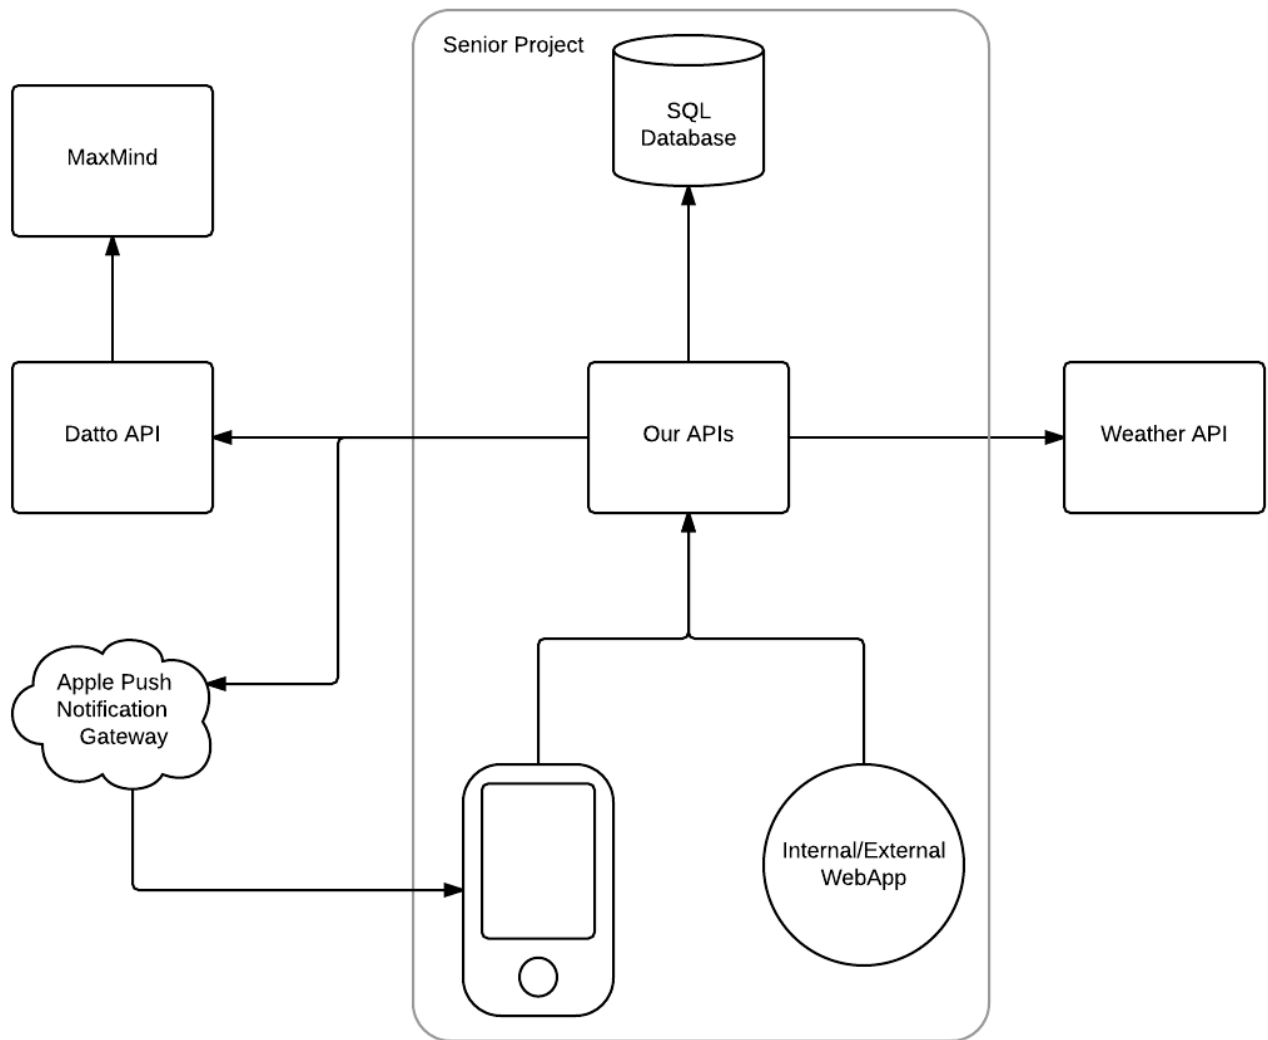 Senior Project
SQL
Database
MaxMind
Datto API
Our APIs
Weather API
Apple Push
Notification
Gateway
Internal/External
WebApp